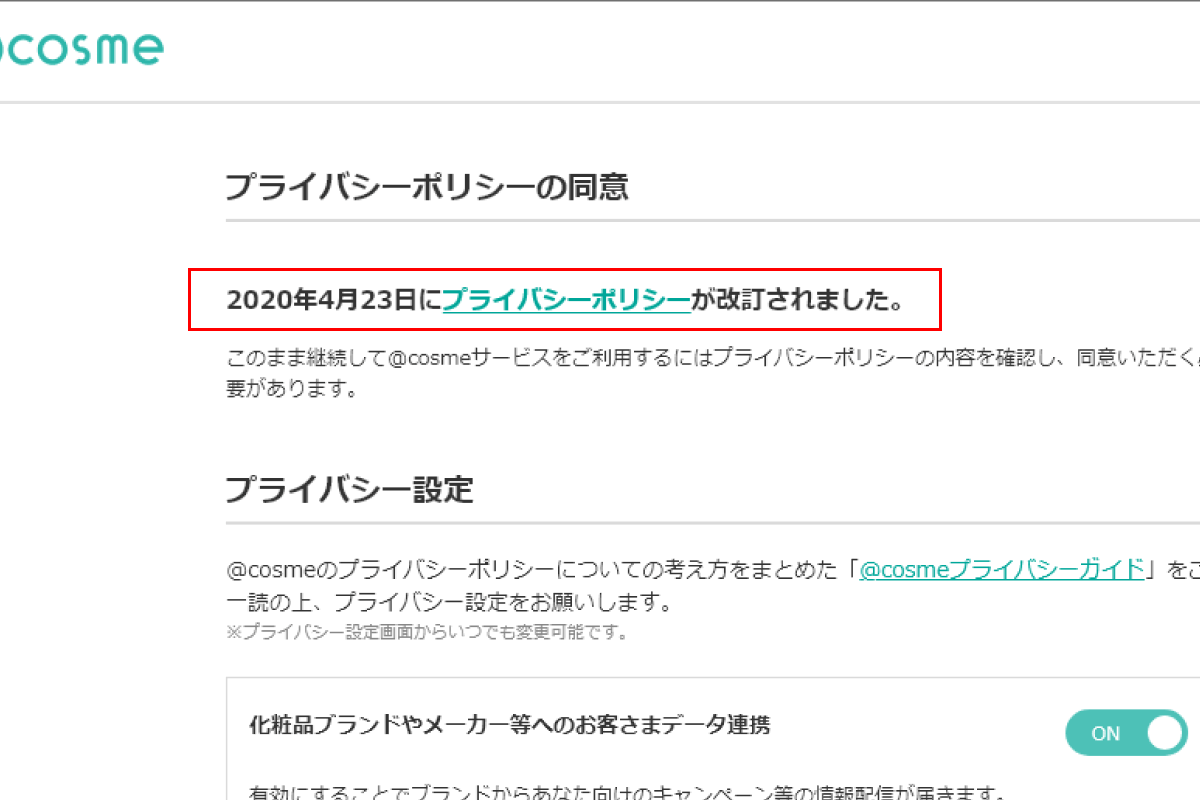 @cosme
プライバシーポリシーの同意
2020年4月23日にプライバシーポリシーが改訂されました。
このまま継続して@cosmeサービスをご利用するにはプライバシーポリシーの内容を確認し、同意いただく
要があります。
プライバシー設定
@cosmeのプライバシーポリシーについての考え方をまとめた「@cosmeプライバシーガイド」をご
一読の上、プライバシー設定をお願いします。
※プライバシー設定画面からいつでも変更可能です。
化粧品ブランドやメーカー等へのお客さまデータ連携
ON
有効にすることでブランドからあなた向けのキャンペーン等の情報配信が届きます。